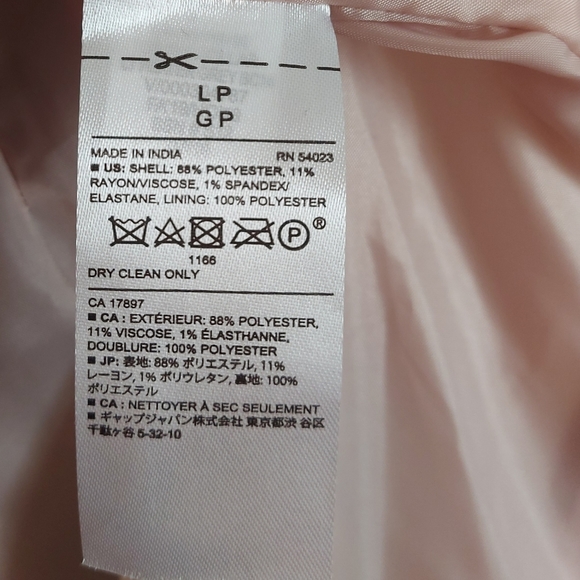 LP
GP
MADE IN INDIA RN 54023
■ US: SHELL: 88% POLYESTER, 11%
RAYON/VISCOSE, 1% SPANDEX/
ELASTANE, LINING: 100% POLYESTER
P ®
1166
DRY CLEAN ONLY
CA 17897
■ CA : EXTÉRIEUR: 88% POLYESTER,
11% VISCOSE, 1% ÉLASTHANNE,
DOUBLURE: 100% POLYESTER
■ JP: 表地: 88% ポリエステル, 11%
レーヨン, 1% ポリウレタン, 裏地: 100%
ポリエステル
■ CA : NETTOYER À SEC SEULEMENT
■ ギャップジャパン株式会社 東京都渋 谷区
千駄ケ谷 5-32-10